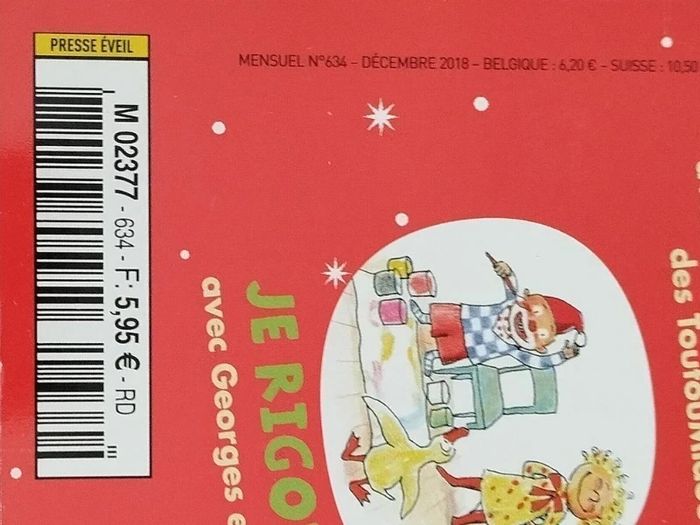 PRESSE ÉVEIL
M 02377 - 634 - F: 5,95 € - RD
MENSUEL N°634 - DÉCEMBRE 2018 - BELGIQUE : 6,20 € - SUISSE : 10,50
JE RIGO
avec Georges e
des